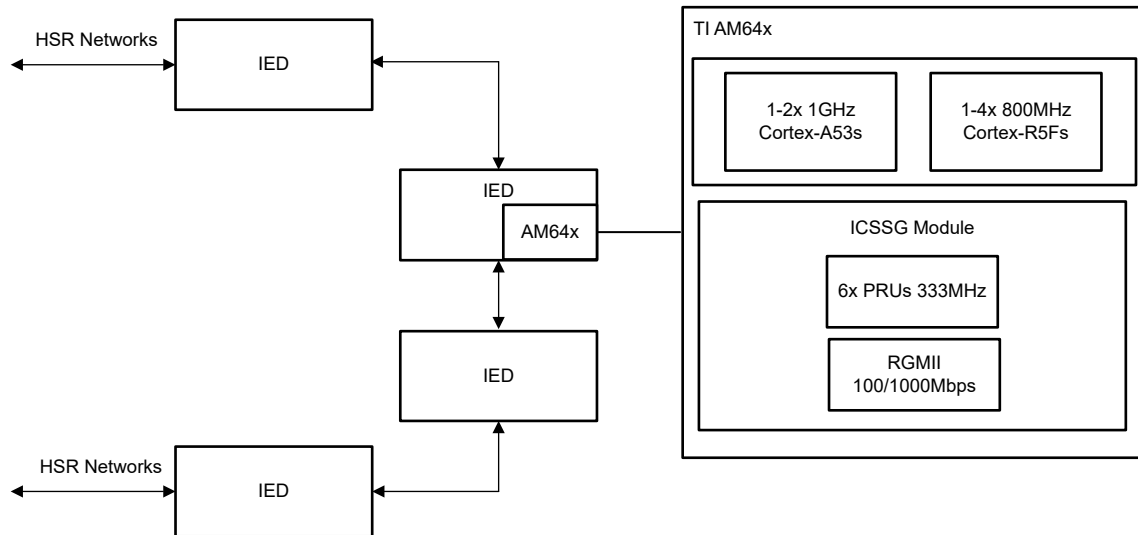 HSR Networks
IED
IED
AM64x
IED
HSR Networks
IED
TI AM64x
1-2x 1GHz
Cortex-A53s
1-4x 800MHz
Cortex-R5Fs
ICSSG Module
6x PRUs 333MHz
RGMII
100/1000Mbps